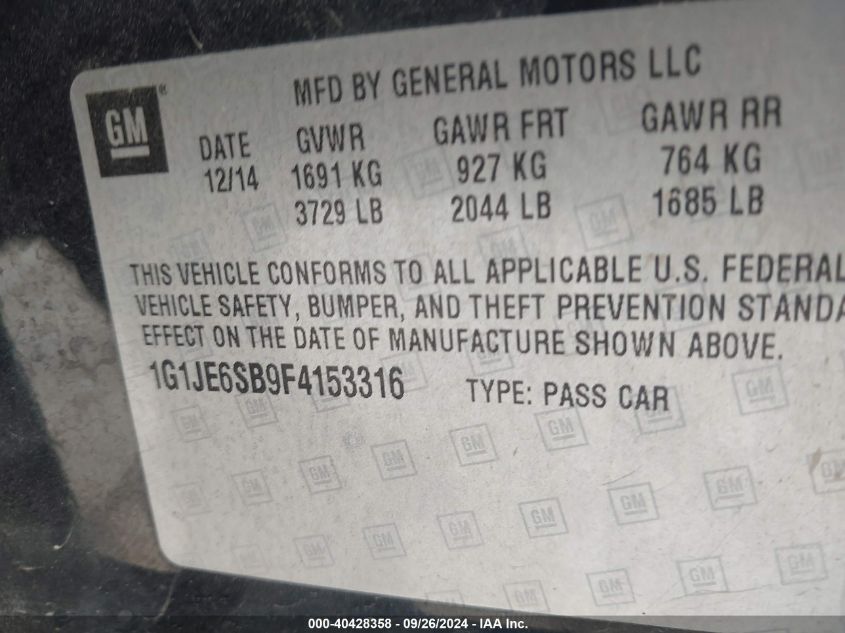 MFD BY GENERAL MOTORS LLC
GM ®
DATE GVWR GAWR FRT GAWR RR
12/14 1691 KG 927 KG 764 KG
3729 LB 2044 LB 1685 LB
THIS VEHICLE CONFORMS TO ALL APPLICABLE U.S. FEDERAL
VEHICLE SAFETY, BUMPER, AND THEFT PREVENTION STANDA
EFFECT ON THE DATE OF MANUFACTURE SHOWN ABOVE.
1G1JE6SB9F4153316 TYPE: PASS CAR
000-40428358 - 09/26/2024 - IAA Inc.